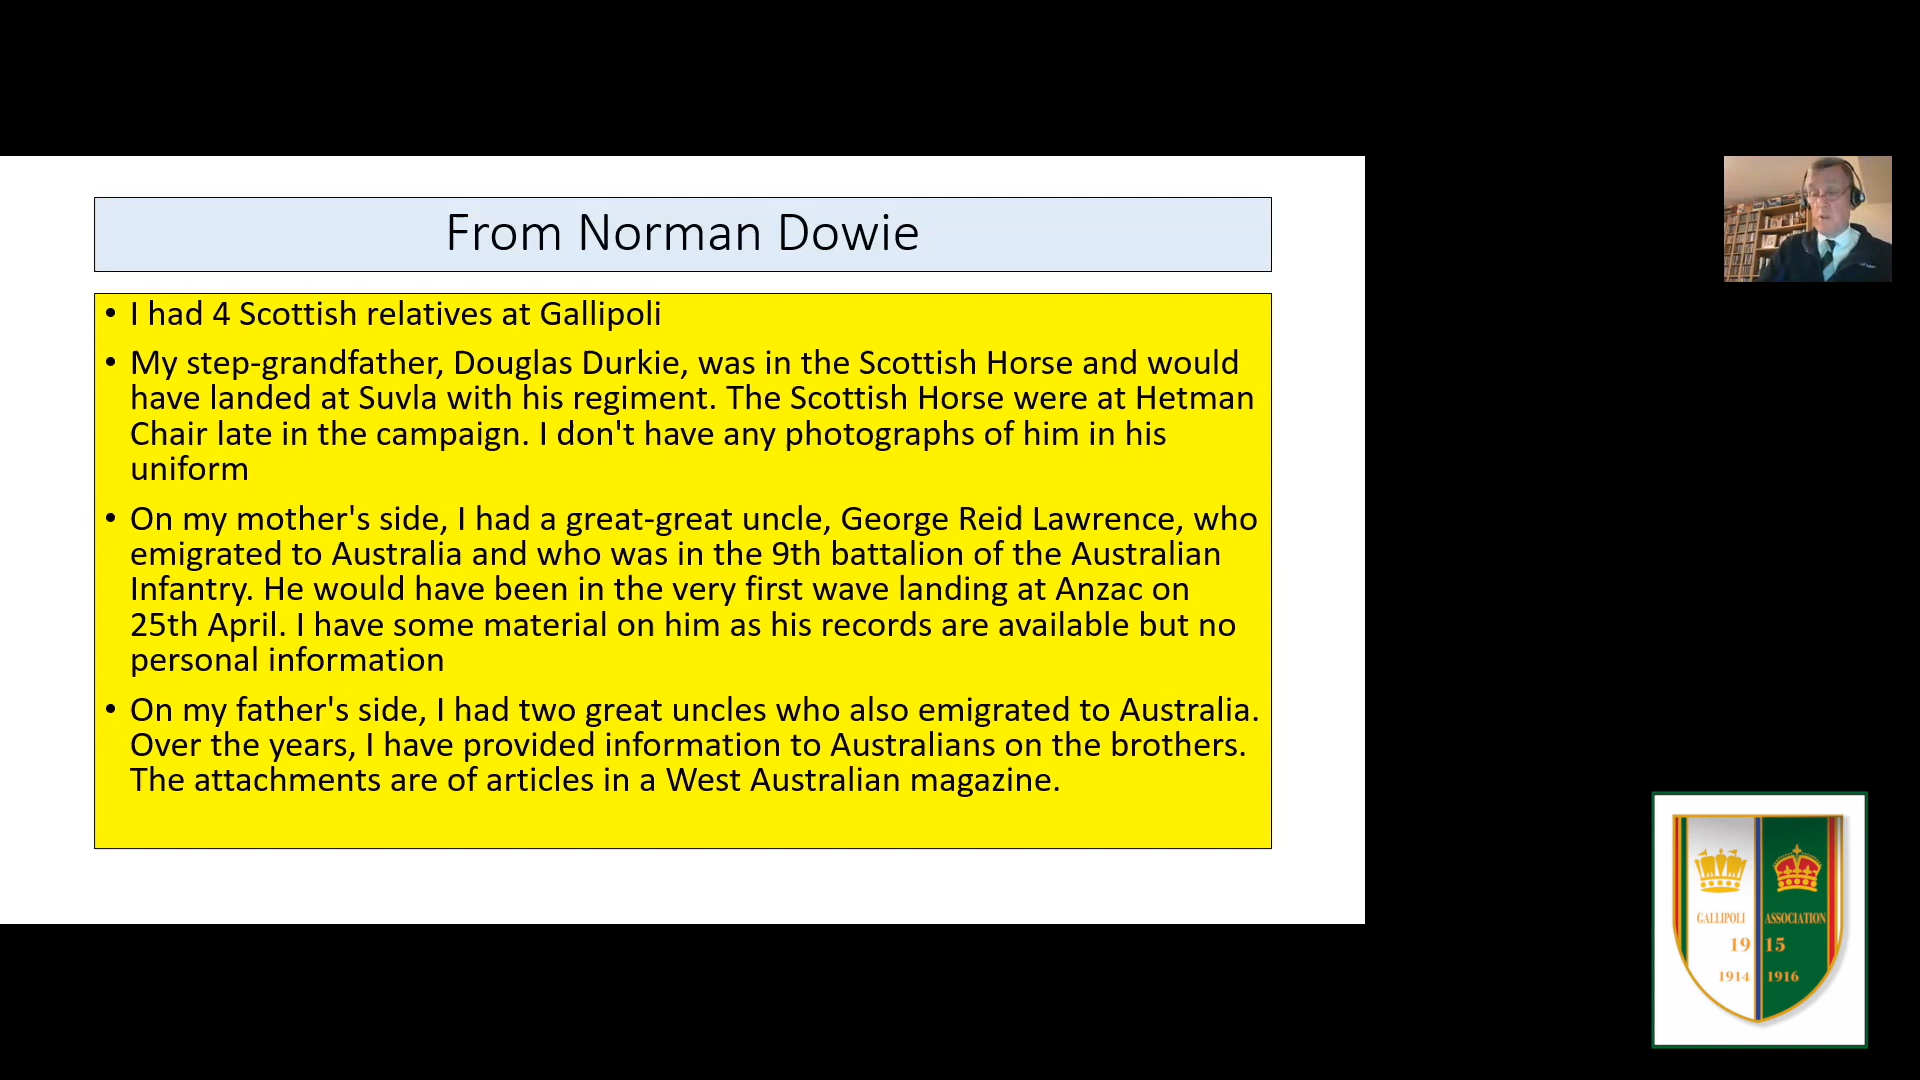 From Norman Dowie
• I had 4 Scottish relatives at Gallipoli
• My step-grandfather, Douglas Durkie, was in the Scottish Horse and would
have landed at Suvla with his regiment. The Scottish Horse were at Hetman
Chair late in the campaign. I don't have any photographs of him in his
uniform
• On my mother's side, I had a great-great uncle, George Reid Lawrence, who
emigrated to Australia and who was in the 9th battalion of the Australian
Infantry. He would have been in the very first wave landing at Anzac on
25th April. I have some material on him as his records are available but no
personal information
• On my father's side, I had two great uncles who also emigrated to Australia.
Over the years, I have provided information to Australians on the brothers.
The attachments are of articles in a West Australian magazine.
GALLIPOLI ASSOCIATION
19 15
1914 1916